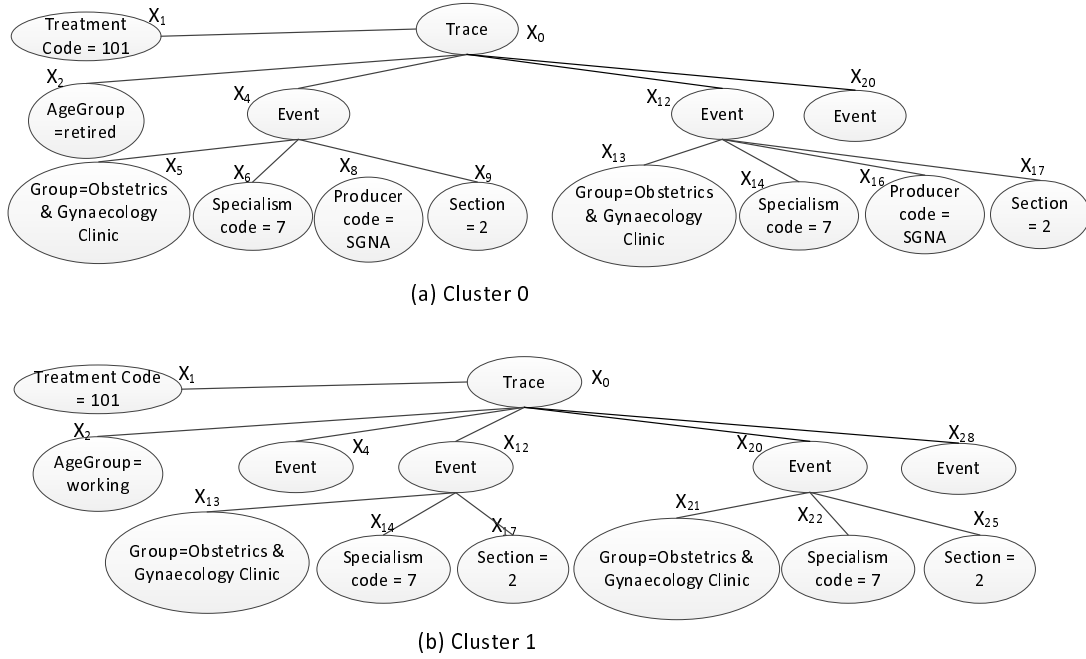 Treatment
Code = 101
X1
Trace
X0
X2
AgeGroup
=retired
X4
Event
X12
Event
X20
Event
X5
Group=Obstetrics
& Gynaecology
Clinic
X6
Specialism
code = 7
X8
Producer
code =
SGNA
X9
Section
= 2
X13
Group=Obstetrics
& Gynaecology
Clinic
X14
Specialism
code = 7
X16
Producer
code =
SGNA
X17
Section
= 2
(a) Cluster 0
Treatment Code
= 101
X1
Trace
X0
X2
AgeGroup=
working
Event
X4
Event
X12
X20
Event
X28
Event
X13
Group=Obstetrics &
Gynaecology Clinic
X14
Specialism
code = 7
X17
Section =
2
X21
Group=Obstetrics &
Gynaecology Clinic
X22
Specialism
code = 7
X25
Section =
2
(b) Cluster 1